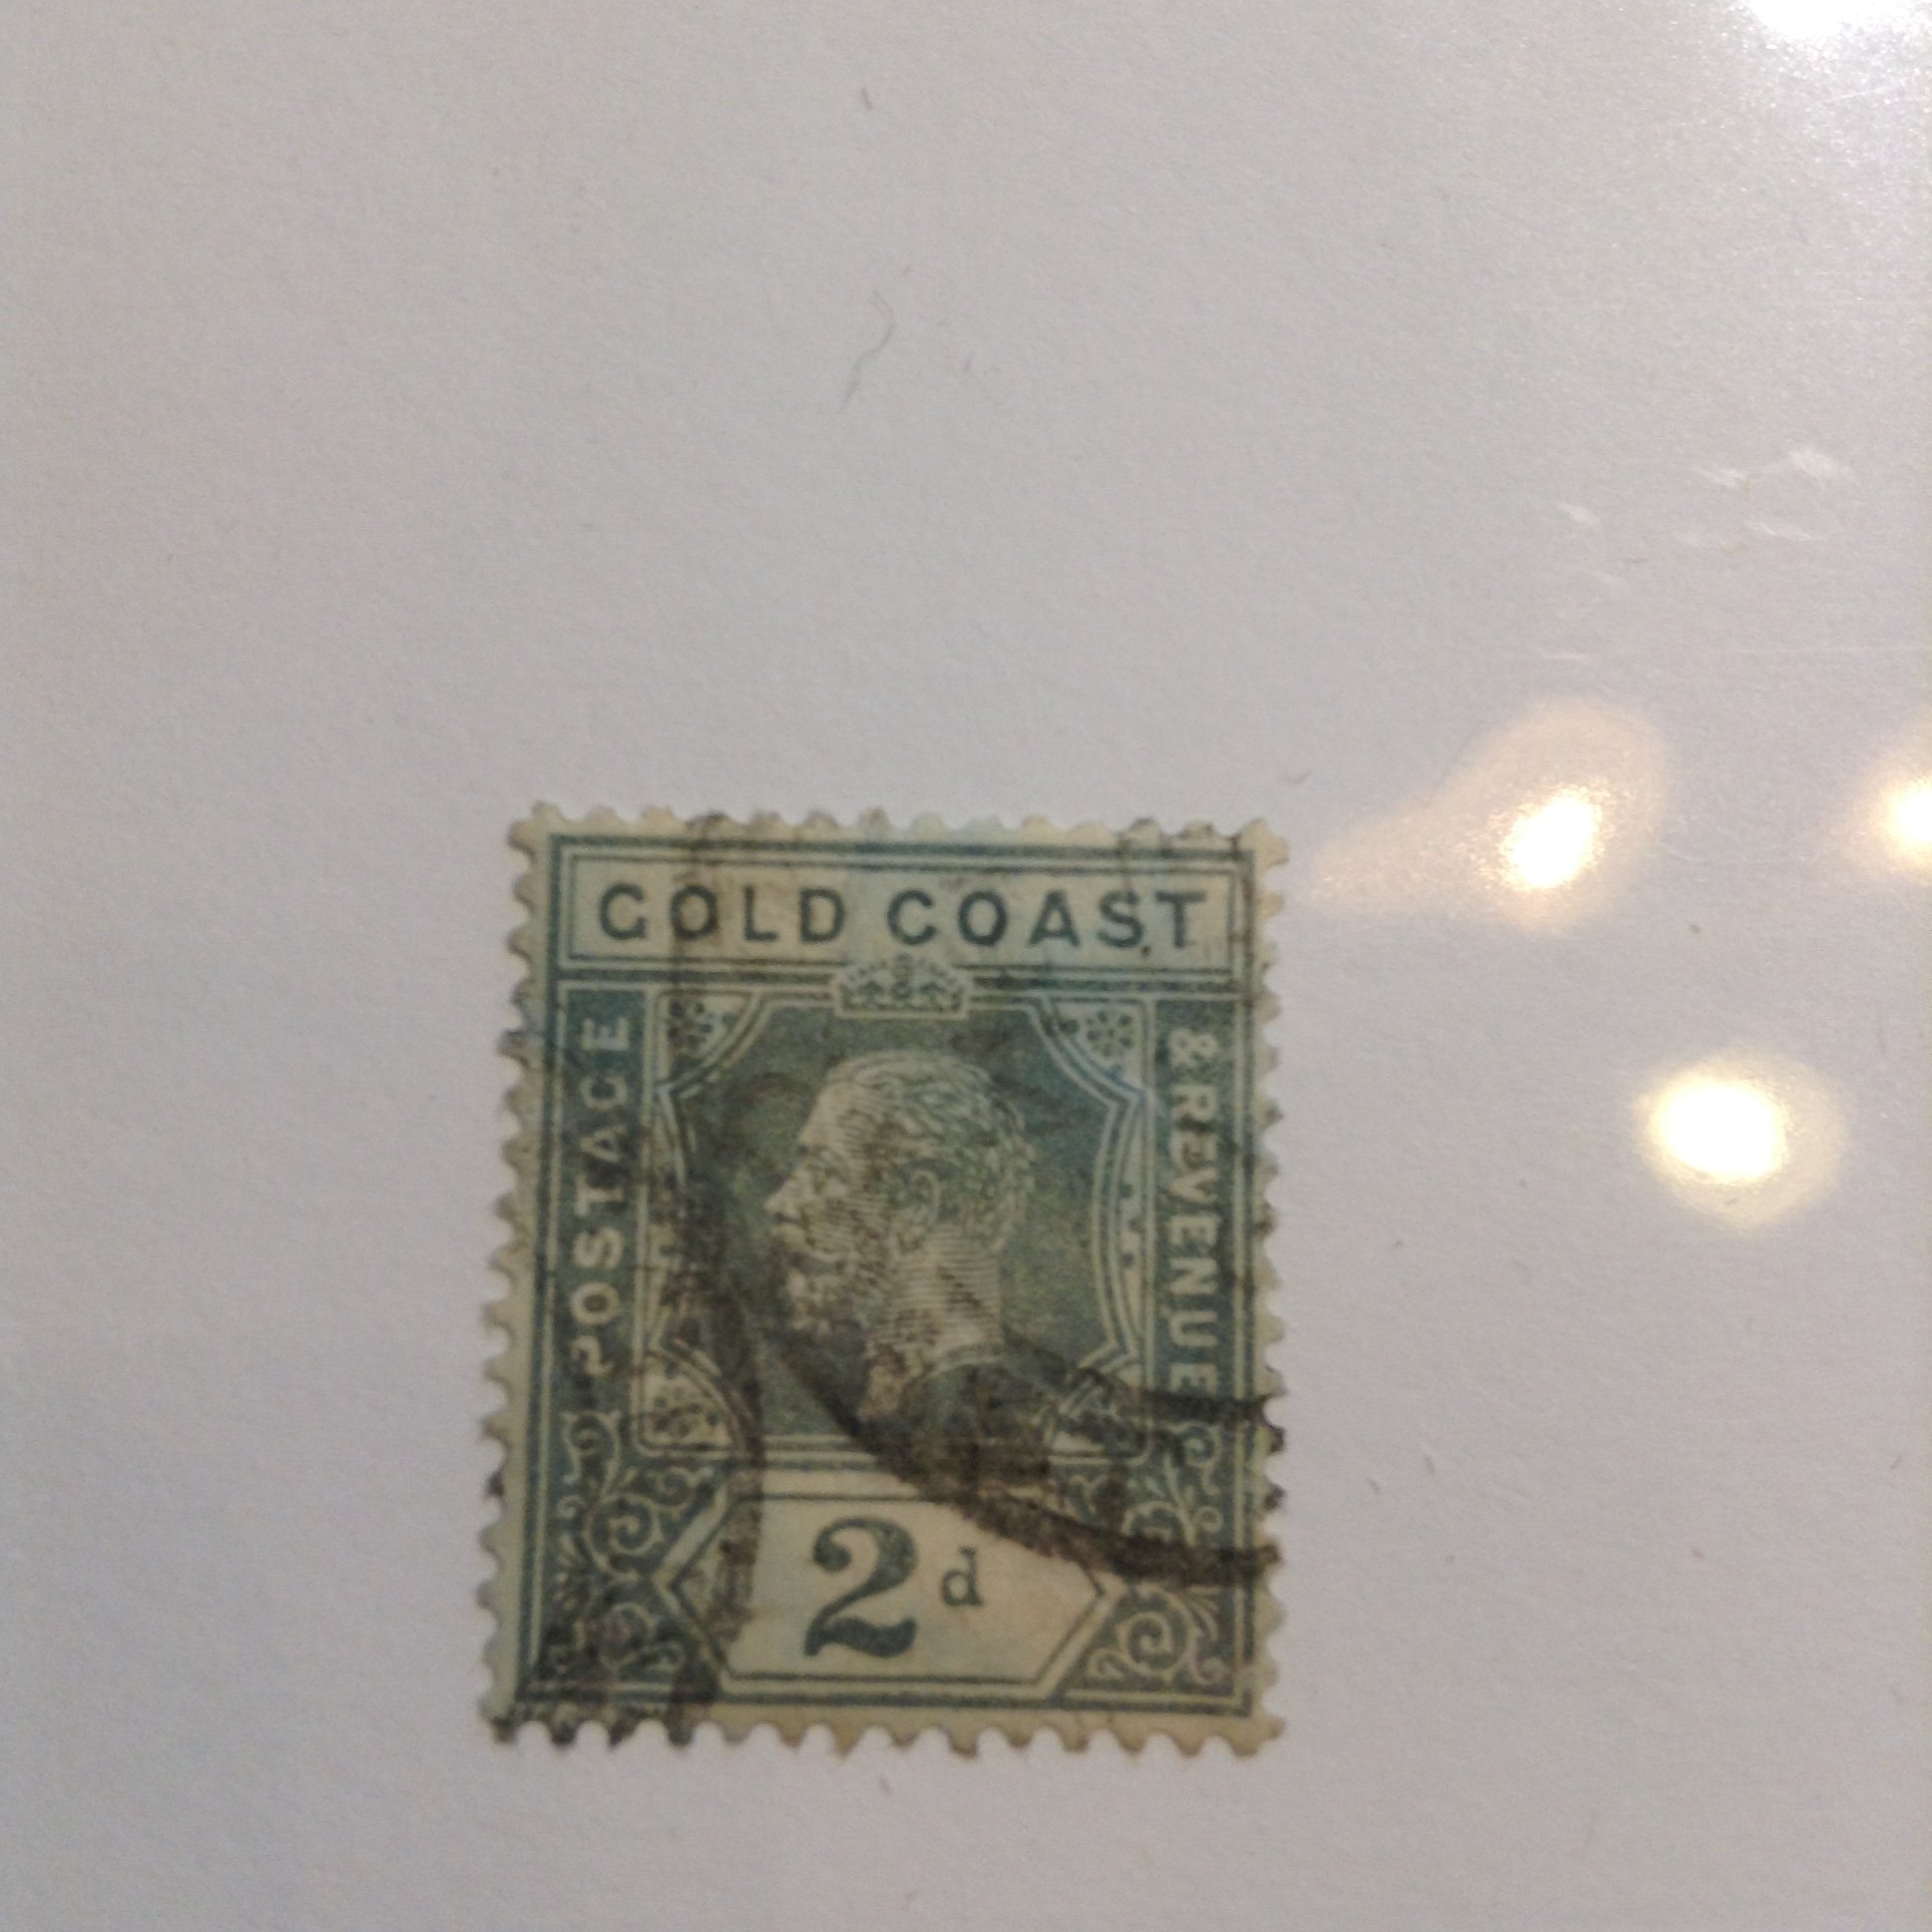 GOLD COAST
POSTAGE
& REVENUE
2d